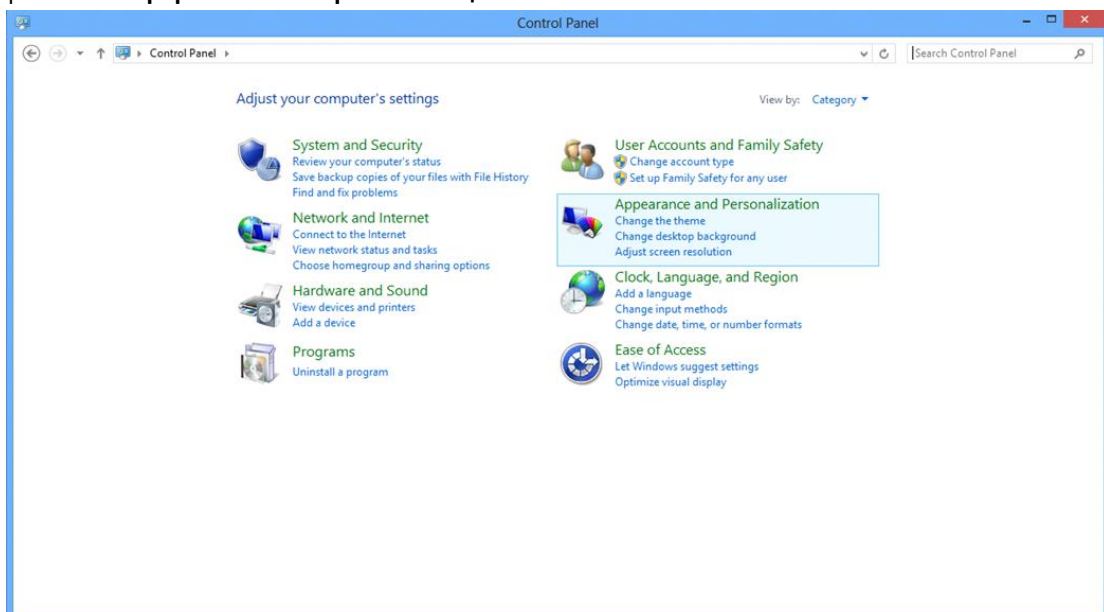 Control Panel
Control Panel
Search Control Panel
Adjust your computer's settings
View by: Category
System and Security
Review your computer's status
Save backup copies of your files with File History
Find and fix problems
Network and Internet
Connect to the Internet
View network status and tasks
Choose homegroup and sharing options
Hardware and Sound
View devices and printers
Add a device
Programs
Uninstall a program
User Accounts and Family Safety
Change account type
Set up Family Safety for any user
Appearance and Personalization
Change the theme
Change desktop background
Adjust screen resolution
Clock, Language, and Region
Add a language
Change input methods
Change date, time, or number formats
Ease of Access
Let Windows suggest settings
Optimize visual display